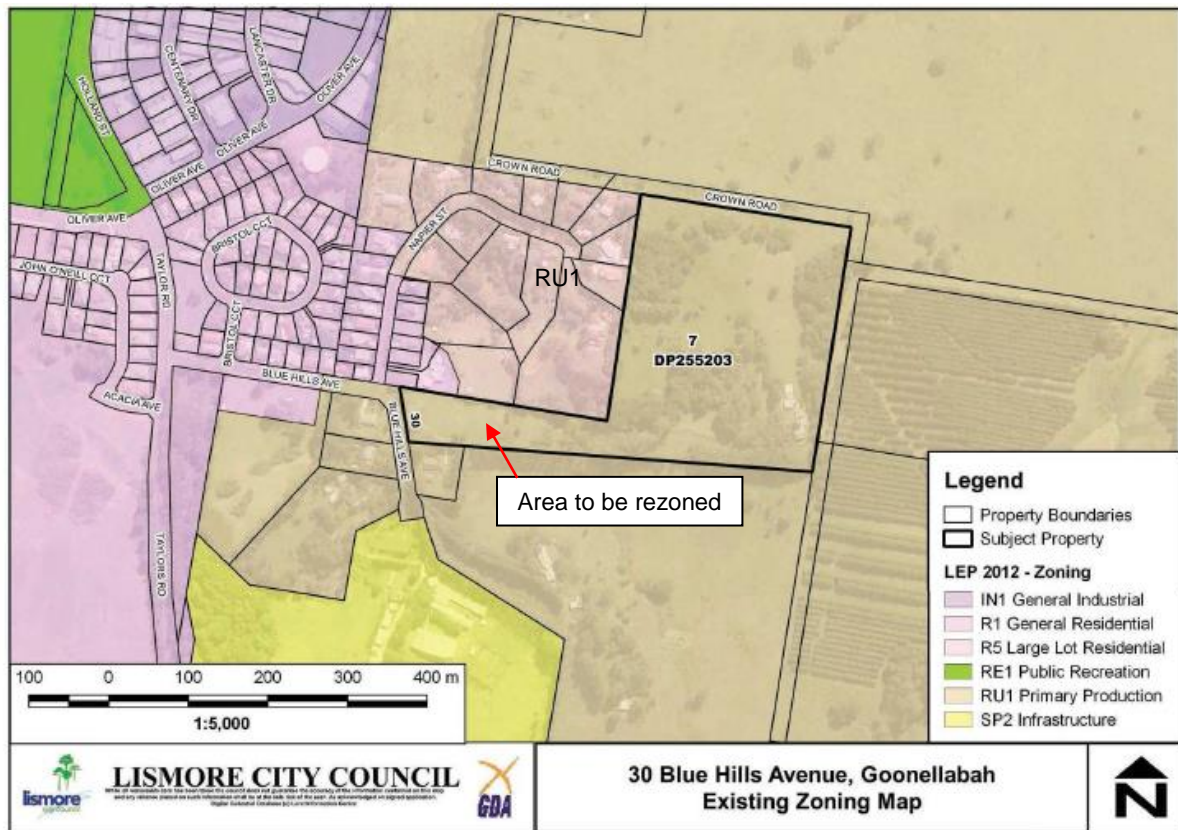 HOLLAND ST
CENTENARY DR
LANCASTER DR
OLIVER AVE
OLIVER AVE
OLIVER AVE
OLIVER AVE
CROWN ROAD
CROWN ROAD
NAPIER ST
BRISTOL CCT
JOHN O'NEILL CCT
TAYLOR RD
RU1
7
DP255203
BRISTOL CCT
BLUE HILLS AVE
ACACIA AVE
BLUE HILLS AVE
30
Area to be rezoned
TAYLORS RD
Legend
Property Boundaries
Subject Property
LEP 2012 - Zoning
IN1 General Industrial
R1 General Residential
R5 Large Lot Residential
RE1 Public Recreation
RU1 Primary Production
SP2 Infrastructure
100 0 100 200 300 400 m
1:5,000
lismore
LISMORE CITY COUNCIL
GDA
30 Blue Hills Avenue, Goonellabah
Existing Zoning Map
N